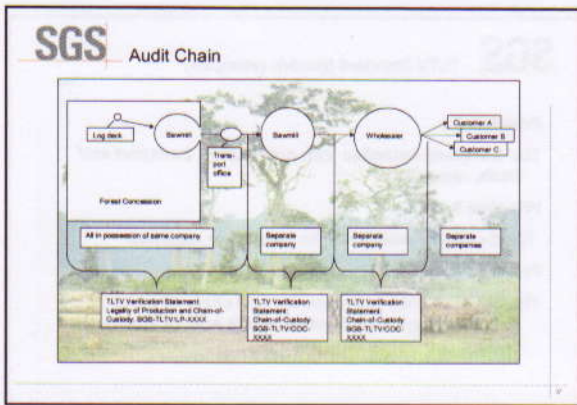 SGS
Audit Chain
Log deck
Sawmill
Trans-
port
office
Sawmill
Wholesaler
Customer A
Customer B
Customer C
Forest Concession
All in possession of same company
Separate
company
Separate
company
Separate
companies
TLTV Verification Statement
Legality of Production and Chain-of-
Custody: SGS-TLTV/LP-XXXX
TLTV Verification
Statement
Chain-of-Custody
SGS-TLTV/COC-
XXXX
TLTV Verification
Statement
Chain-of-Custody
SGS-TLTV/COC-
XXXX